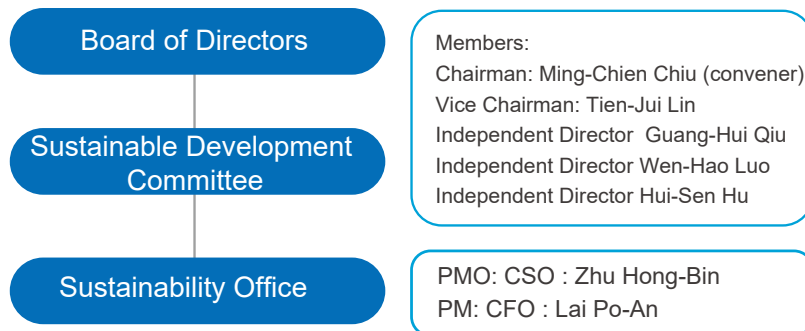 Board of Directors
Members:
Chairman: Ming-Chien Chiu (convener)
Vice Chairman: Tien-Jui Lin
Independent Director  Guang-Hui Qiu
Independent Director Wen-Hao Luo
Independent Director Hui-Sen Hu
Sustainable Development
Committee
Sustainability Office
PMO: CSO : Zhu Hong-Bin
PM: CFO : Lai Po-An